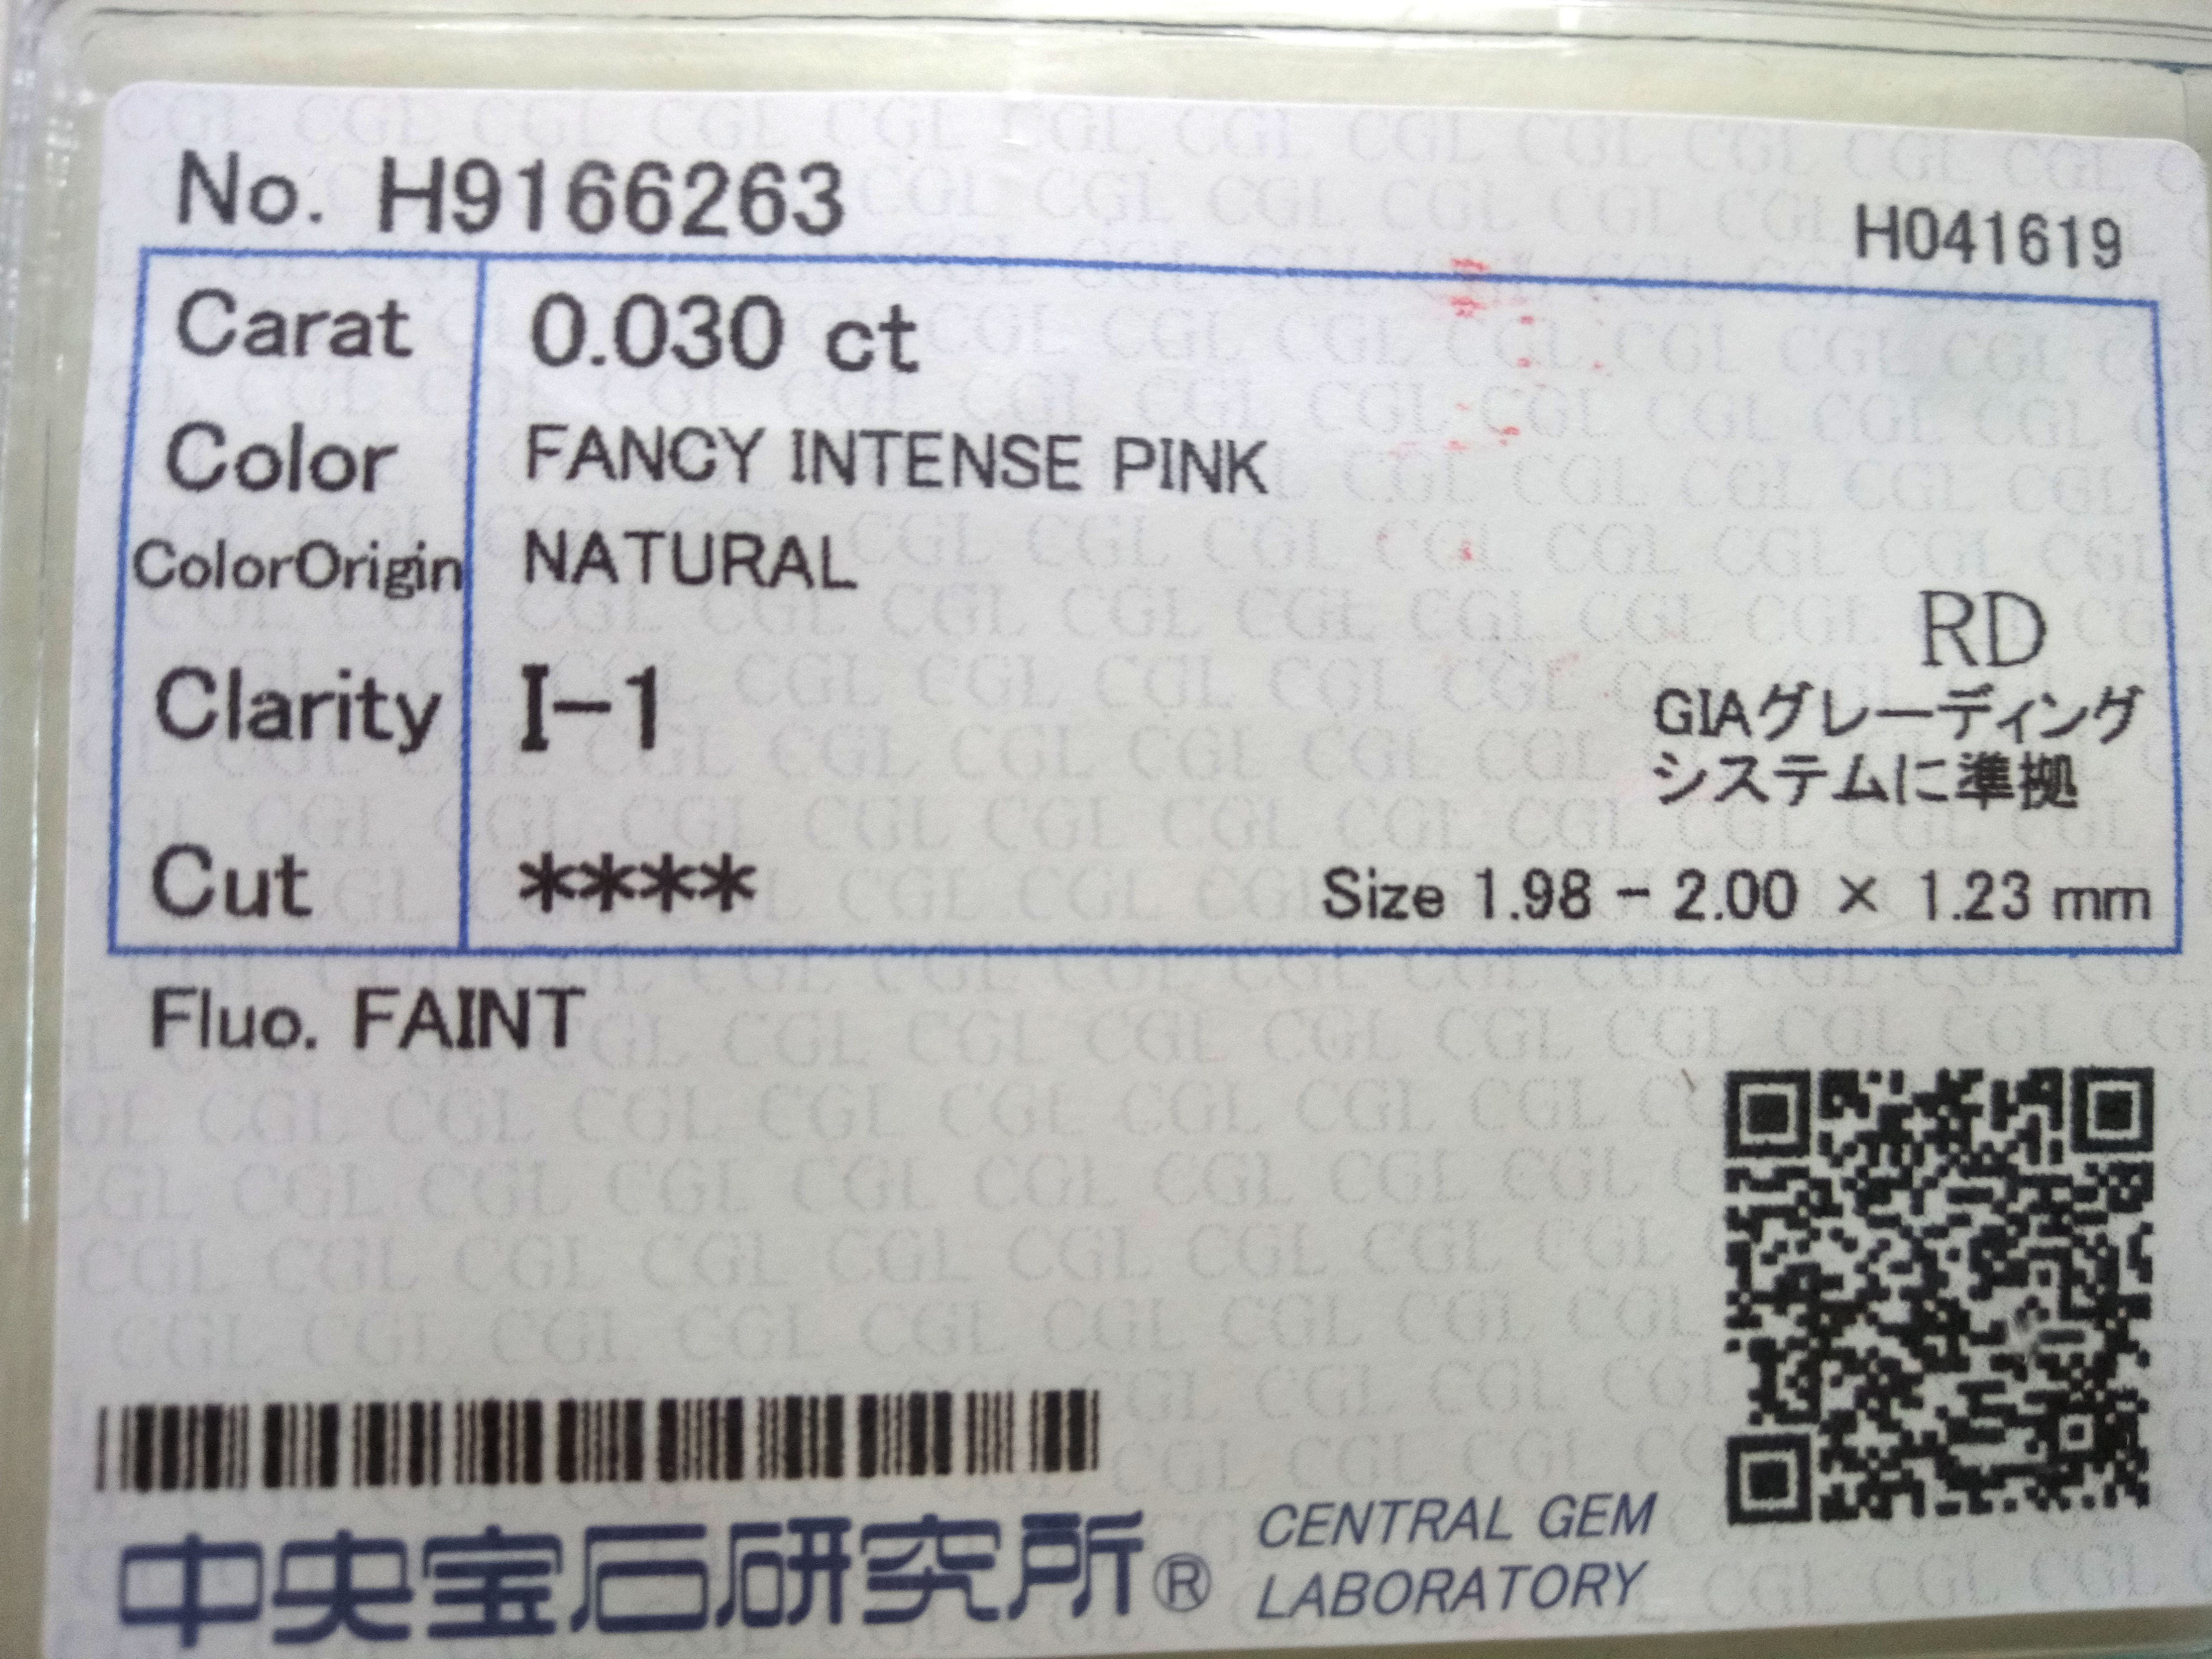 No. H9166263
H041619
Carat 0.030 ct
Color FANCY INTENSE PINK
ColorOrigin NATURAL
RD
Clarity I-1
GIAグレーディング
システムに準拠
Cut ****
Size 1.98 - 2.00 × 1.23 mm
Fluo. FAINT
中央宝石研究所®
CENTRAL GEM
LABORATORY